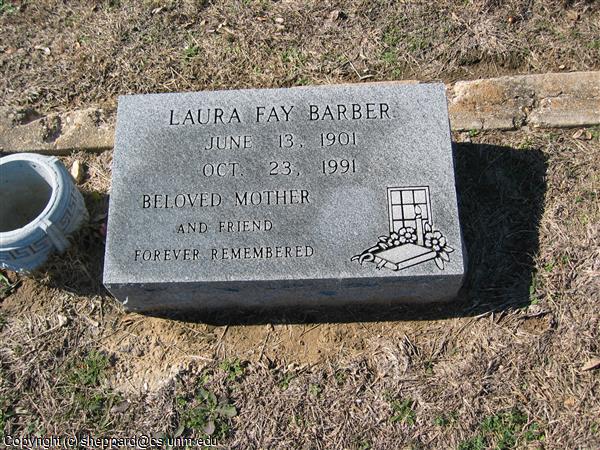 LAURA FAY BARBER
JUNE 13, 1901
OCT. 23, 1991
BELOVED MOTHER
AND FRIEND
FOREVER REMEMBERED
Copyright (c) sheppard@cs.unm.edu